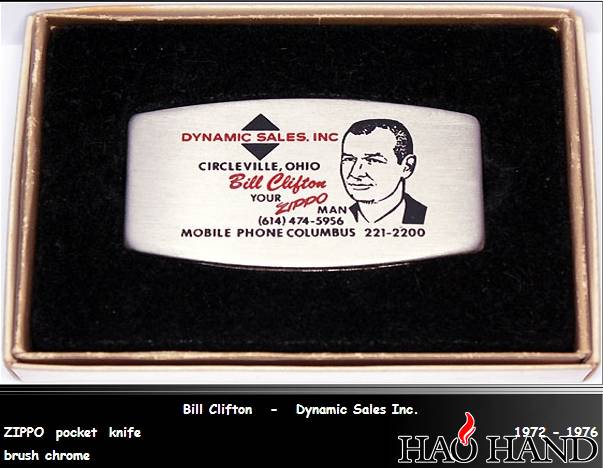 DYNAMIC SALES, INC
CIRCLEVILLE, OHIO
Bill Clifton
YOUR ZIPPO MAN
(614) 474-5956
MOBILE PHONE COLUMBUS 221-2200
Bill Clifton - Dynamic Sales Inc.
ZIPPO pocket knife 1972 - 1976
brush chrome
HAO HAND